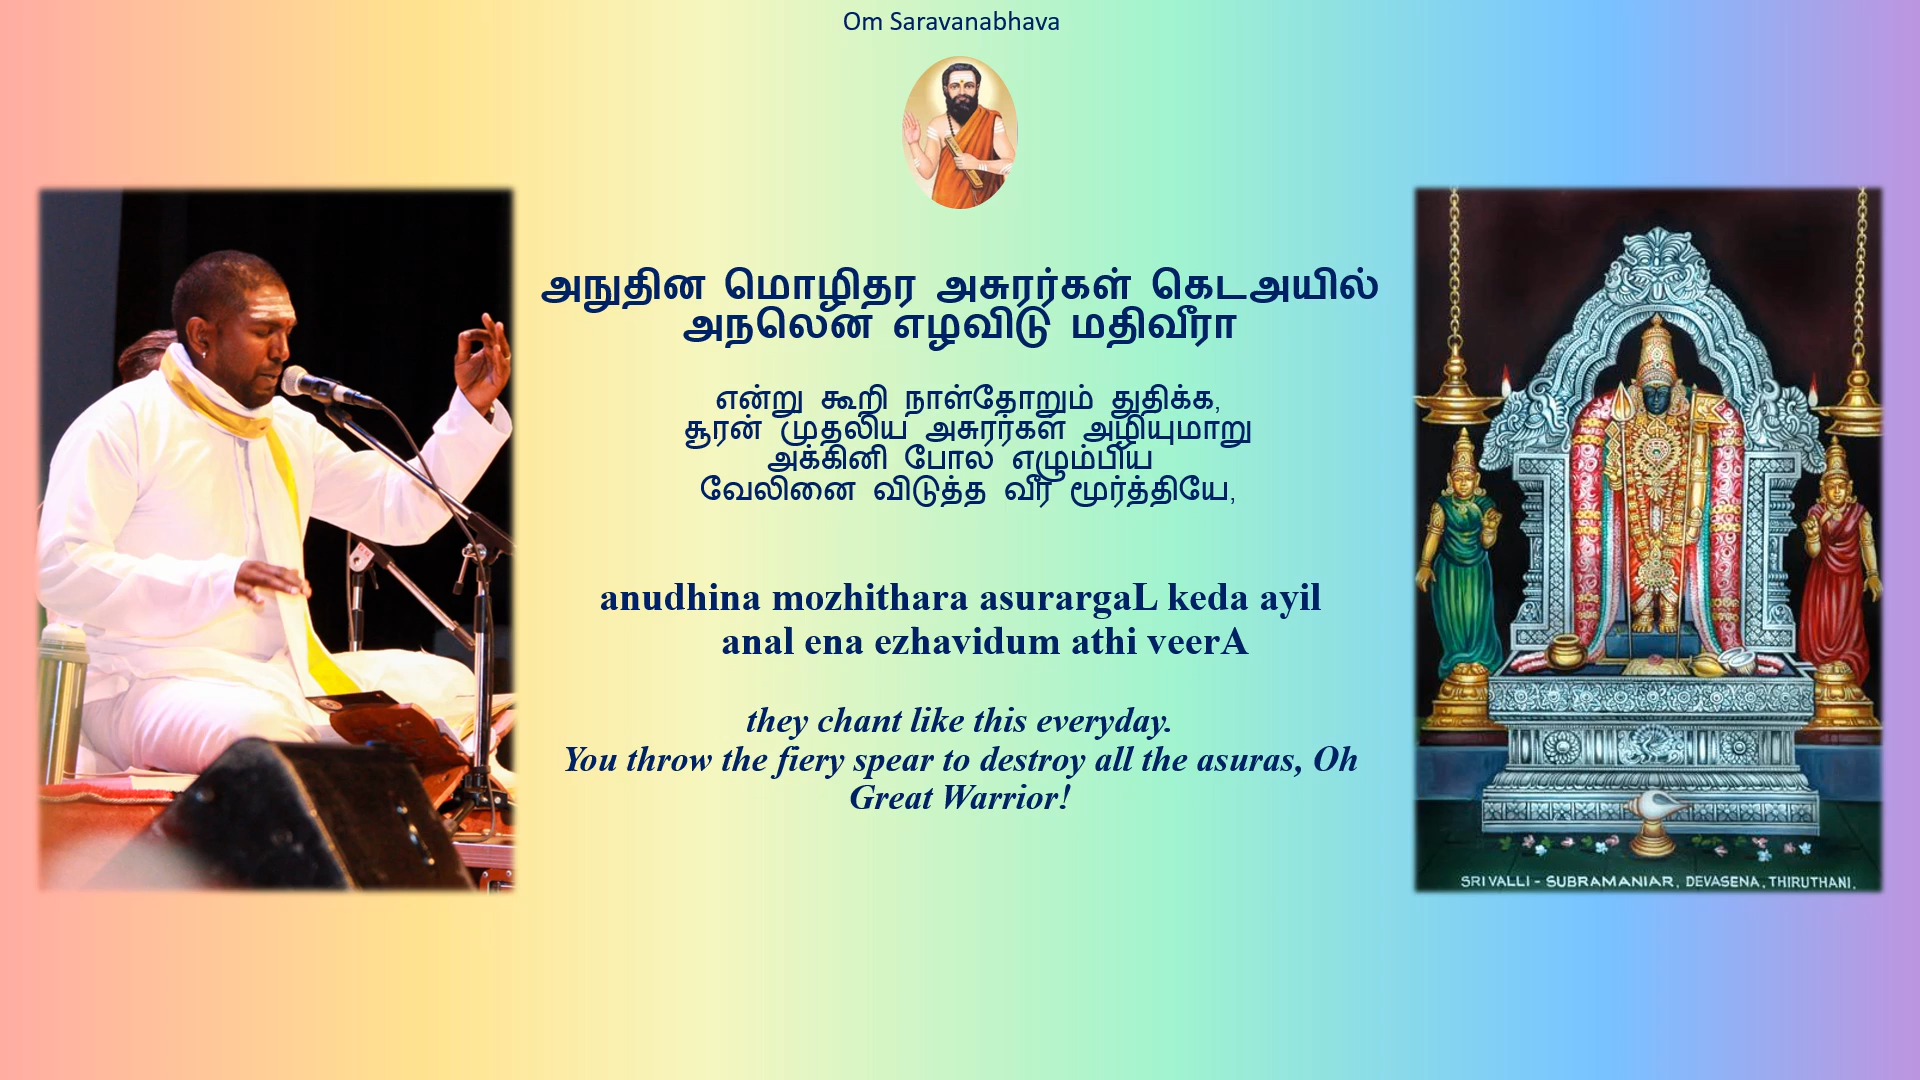 Om Saravanabhava
அநுதின மொழிதர அசுரர்கள் கெடஅயில்
அநலென எழவிடு மதிவீரா
என்று கூறி நாள்தோறும் துதிக்க,
சூரன் முதலிய அசுரர்கள் அழியுமாறு
அக்கினி போல எழும்பிய
வேலினை விடுத்த வீர மூர்த்தியே,
anudhina mozhithara asurargaL keda ayil
anal ena ezhavidum athi veerA
they chant like this everyday.
You throw the fiery spear to destroy all the asuras, Oh
Great Warrior!
SRI VALLI - SUBRAMANIAR, DEVASENA, THIRUTHANI.